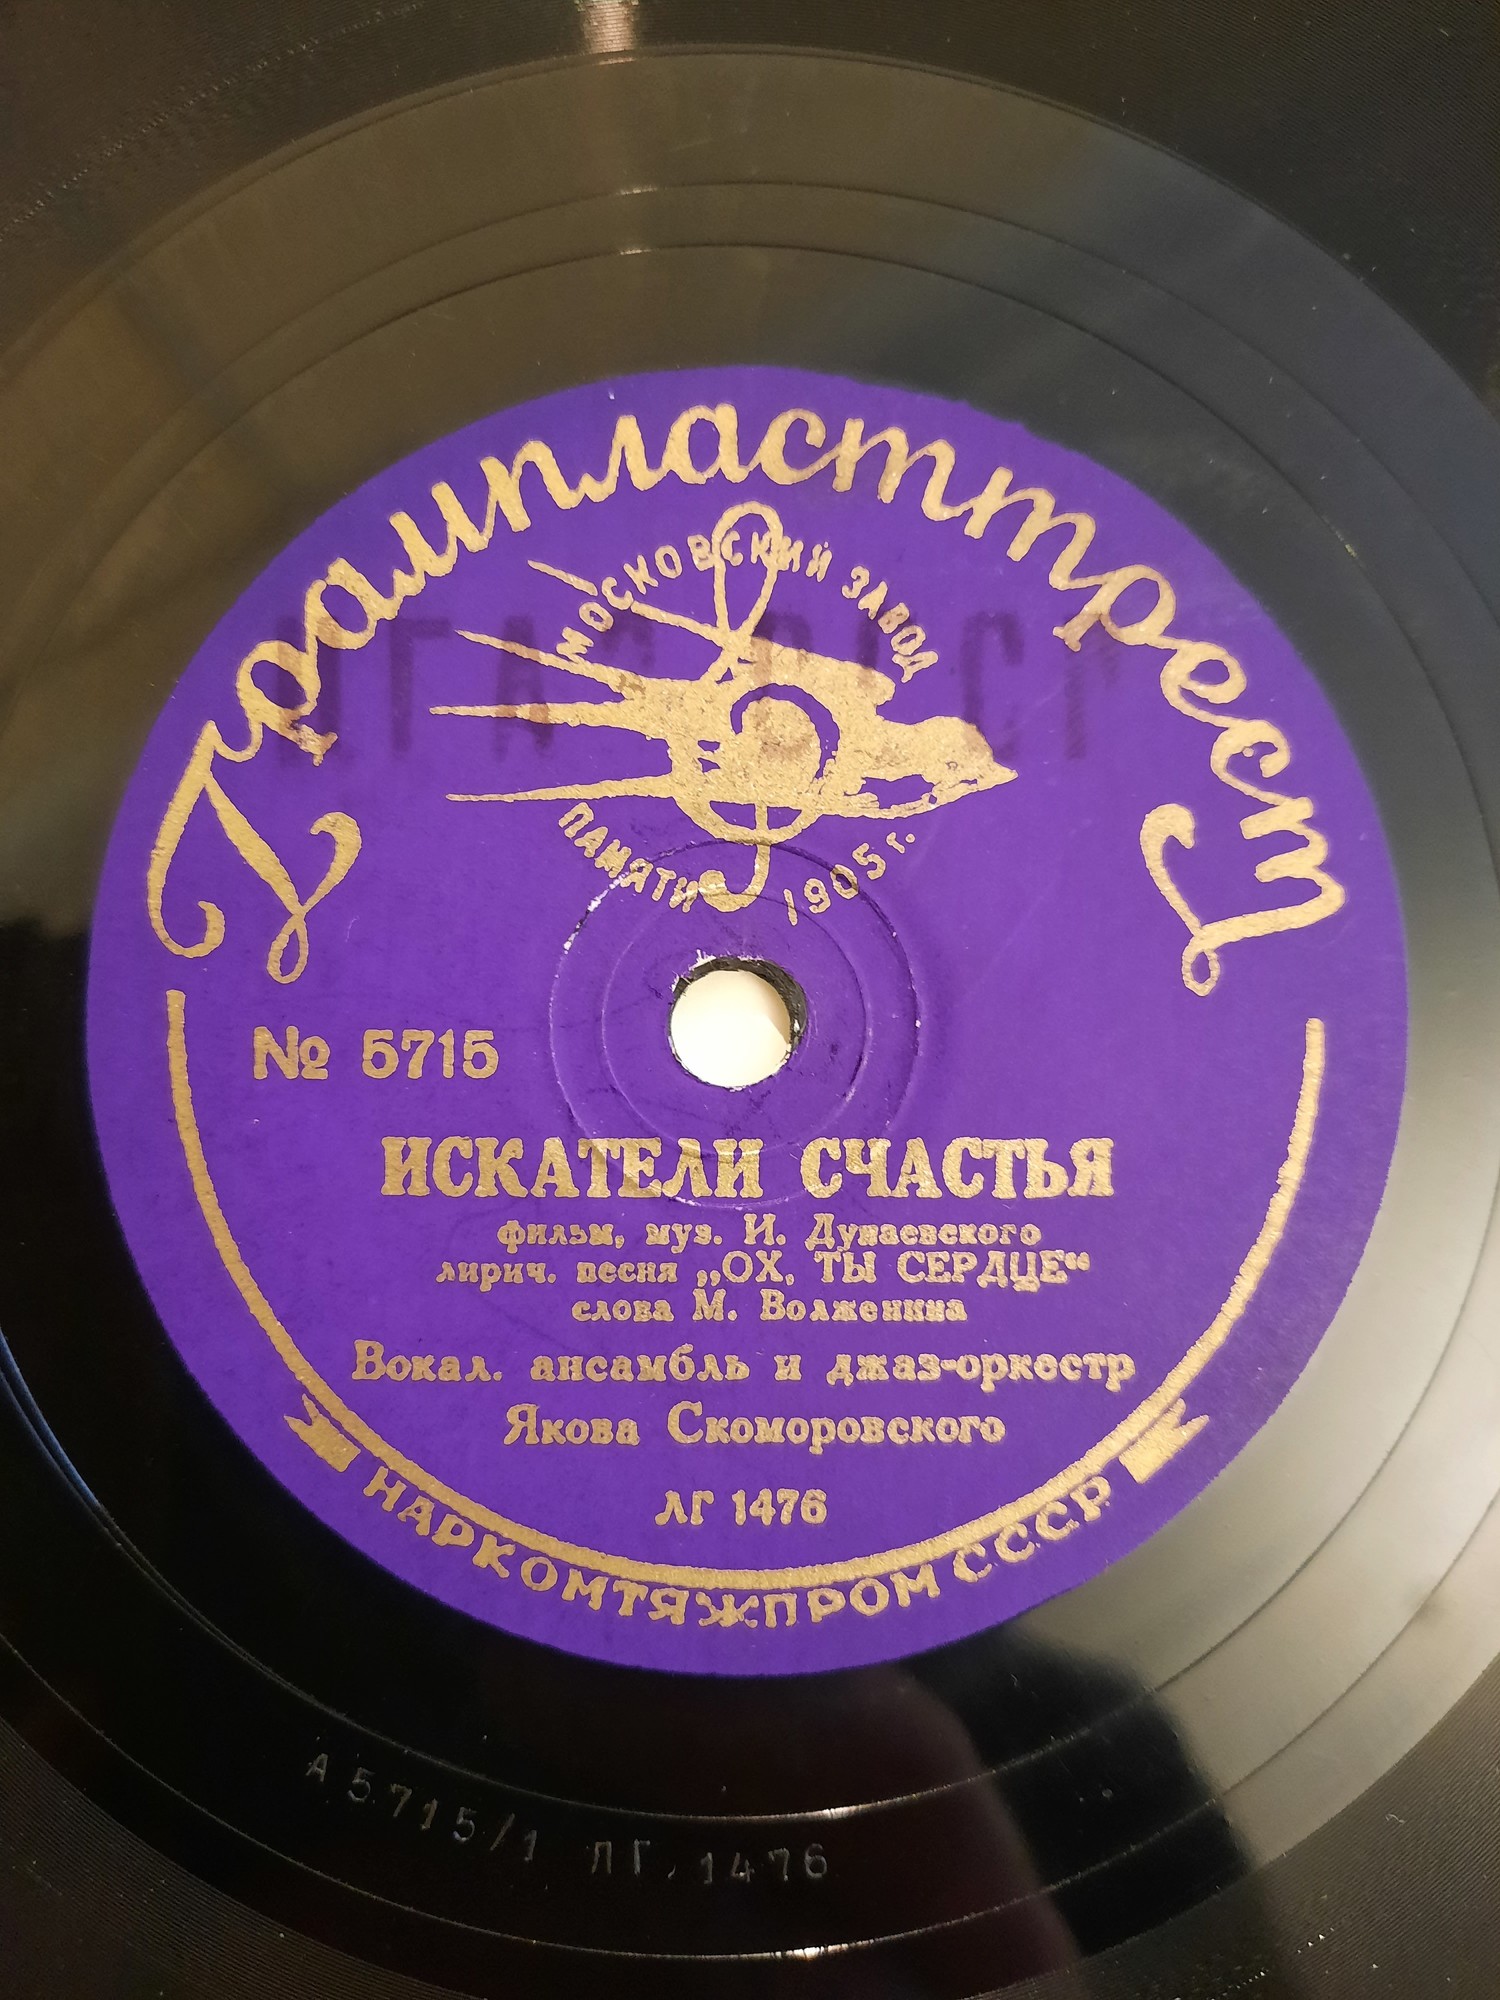 Грампласттрест
МОСКОВСКИЙ ЗАВОД
ПАМЯТИ 1905 г.
№ 5715
ИСКАТЕЛИ СЧАСТЬЯ
фильм, муз. И. Дунаевского
лирич. песня „ОХ, ТЫ СЕРДЦЕ“
слова М. Волженина
Вокал. ансамбль и джаз-оркестр
Якова Скоморовского
ЛГ 1476
НАРКОМТЯЖПРОМ СССР
А 5715/1 ЛГ. 1476